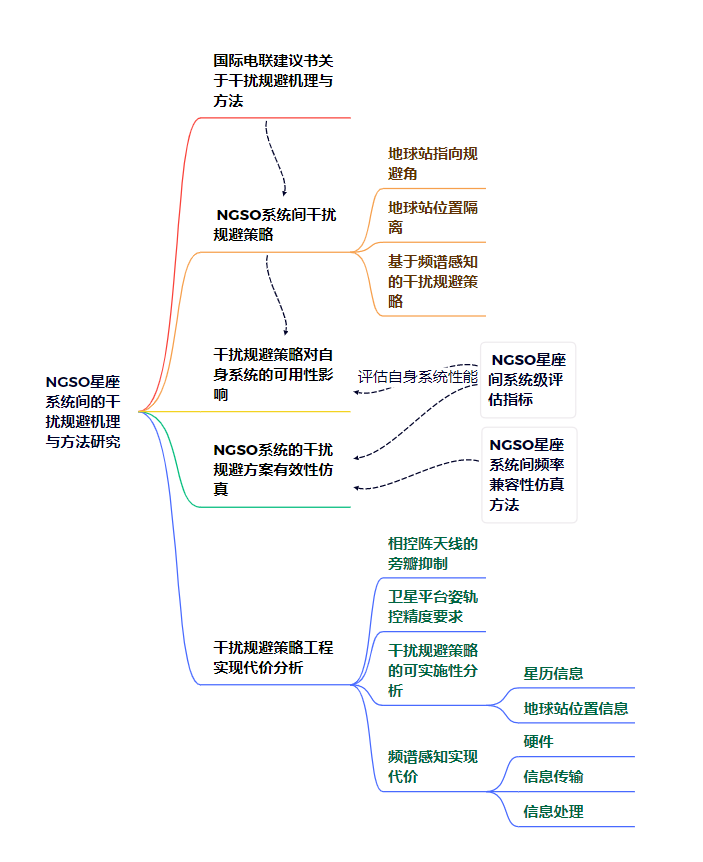 国际电联建议书关
于干扰规避机理与
方法
地球站指向规
避角
NGSO系统间干扰
规避策略
地球站位置隔
离
基于频谱感知
的干扰规避策
略
干扰规避策略对自
身系统的可用性影
响
评估自身系统性能
NGSO星座
间系统级评
估指标
NGSO星座
系统间的干
扰规避机理
与方法研究
NGSO系统的干扰
规避方案有效性仿
真
NGSO星座
系统间频率
兼容性仿真
方法
相控阵天线的
旁瓣抑制
卫星平台姿轨
控精度要求
干扰规避策略工程
实现代价分析
干扰规避策略
的可实施性分
析
星历信息
地球站位置信息
频谱感知实现
代价
硬件
信息传输
信息处理